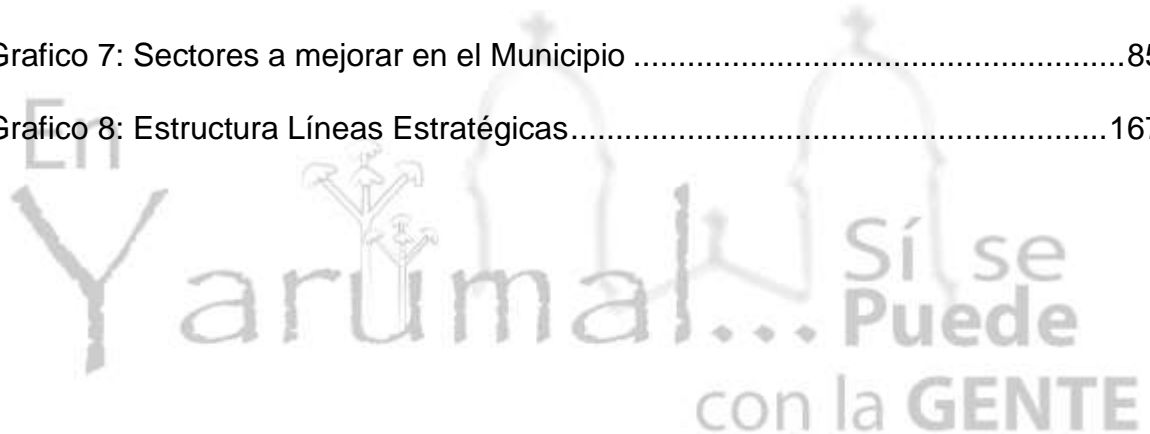 Grafico 7: Sectores a mejorar en el Municipio ....................................................85
Grafico 8: Estructura Líneas Estratégicas.........................................................167
En
Yarumal... Sí se
Puede
con la GENTE